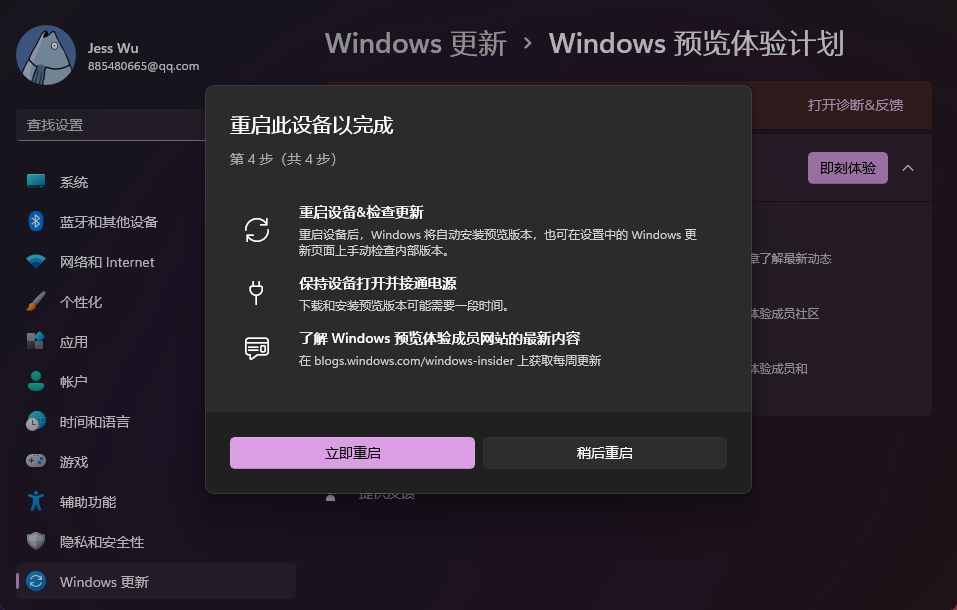 Jess Wu
885480665@qq.com
Windows 更新 › Windows 预览体验计划
查找设置
打开诊断&反馈
即刻体验
系统
蓝牙和其他设备
网络和 Internet
个性化
应用
帐户
时间和语言
游戏
辅助功能
隐私和安全性
Windows 更新
重启此设备以完成
第 4 步（共 4 步）
重启设备&检查更新
重启设备后，Windows 将自动安装预览版本，也可在设置中的 Windows 更
新页面上手动检查内部版本。
保持设备打开并接通电源
下载和安装预览版本可能需要一段时间。
了解 Windows 预览体验成员网站的最新内容
在 blogs.windows.com/windows-insider 上获取每周更新
立即重启
稍后重启
了解最新动态
体验成员社区
体验成员和
提供反馈